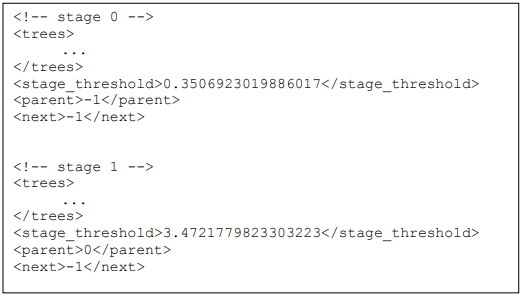 <!-- stage 0 -->
<trees>
...
</trees>
<stage_threshold>0.3506923019886017</stage_threshold>
<parent>-1</parent>
<next>-1</next>
<!-- stage 1 -->
<trees>
...
</trees>
<stage_threshold>3.4721779823303223</stage_threshold>
<parent>0</parent>
<next>-1</next>